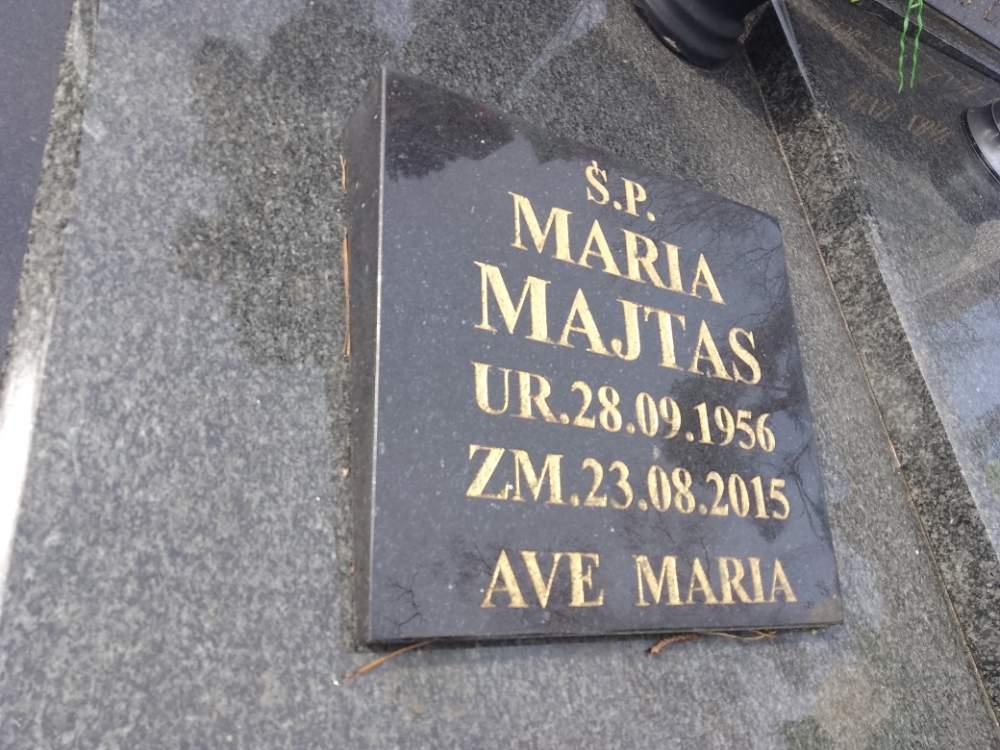 Ś.P.
MARIA
MAJTAS
UR.28.09.1956
ZM.23.08.2015
AVE MARIA